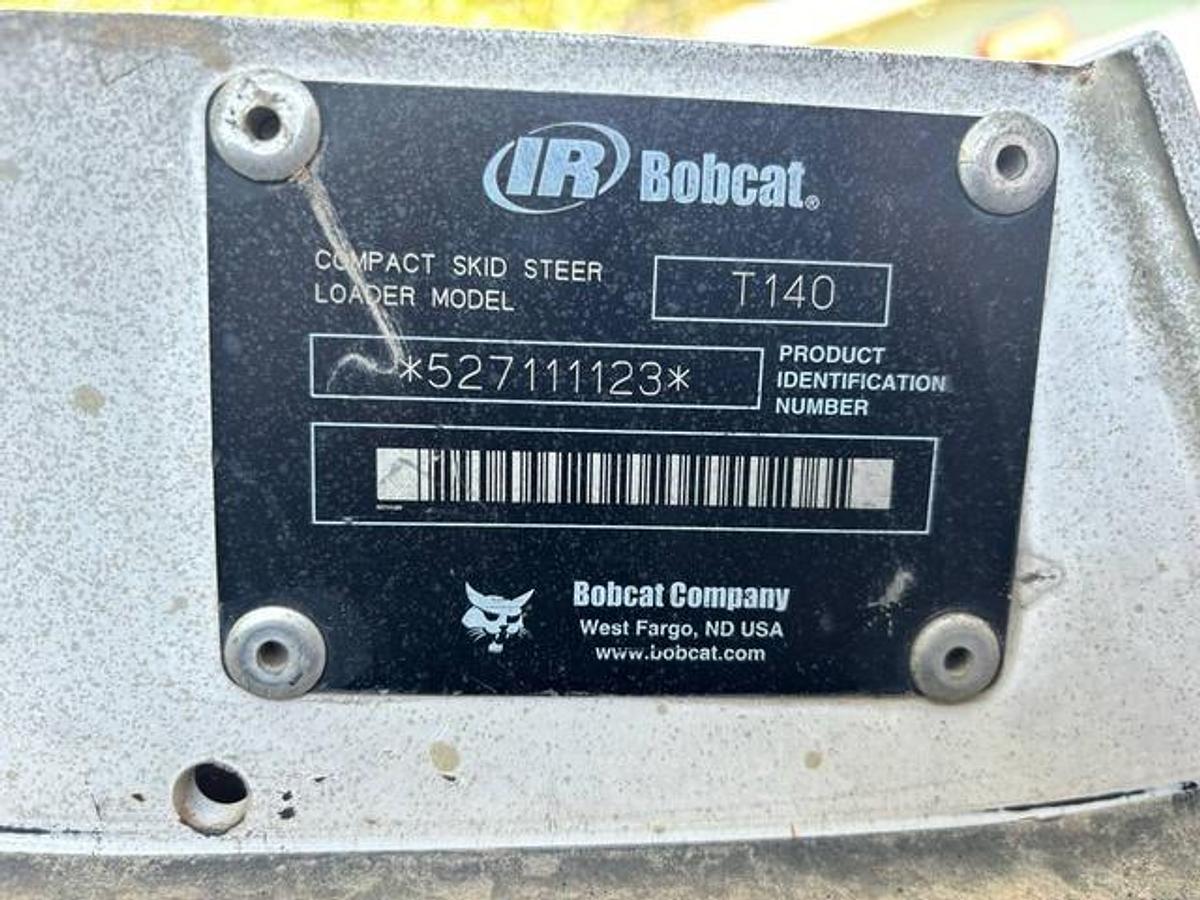 IR Bobcat®
COMPACT SKID STEER
LOADER MODEL
T140
*527111123*
PRODUCT
IDENTIFICATION
NUMBER
Bobcat Company
West Fargo, ND USA
www.bobcat.com